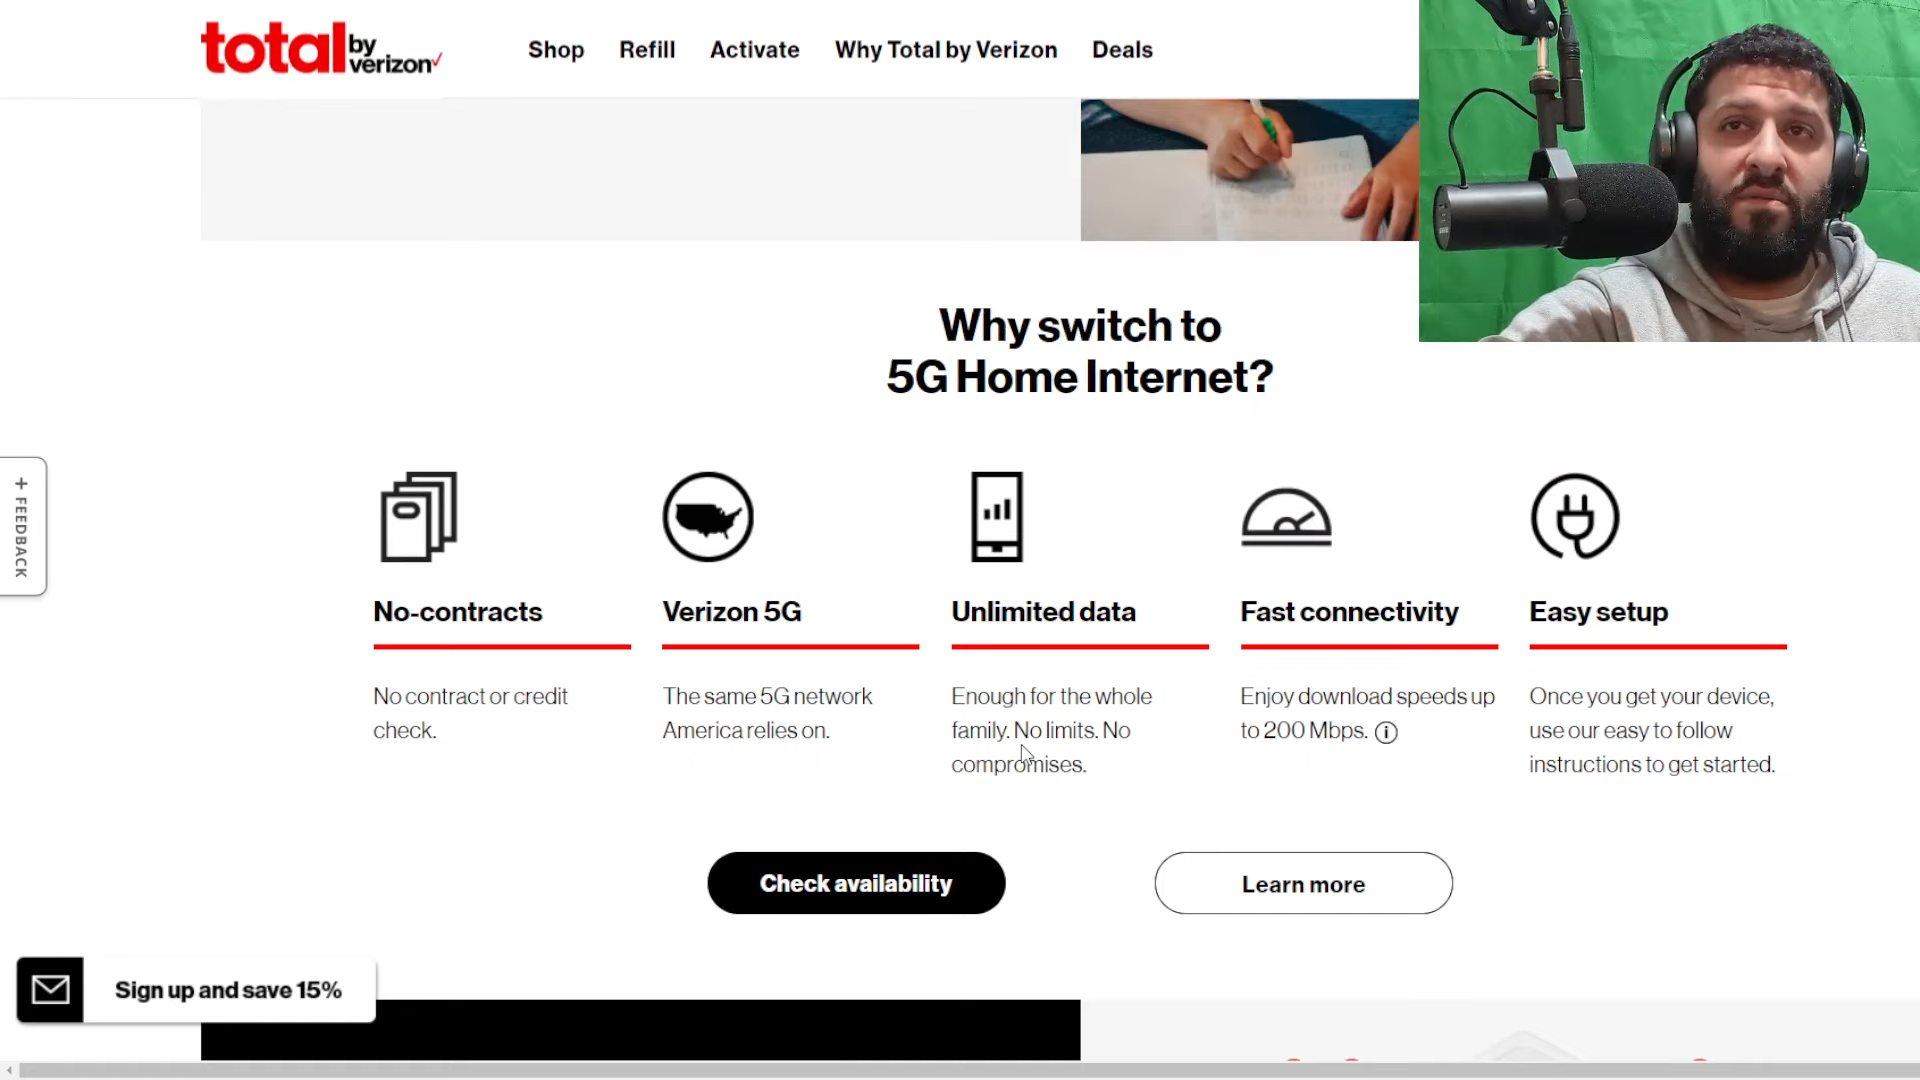 total by verizon
Shop
Refill
Activate
Why Total by Verizon
Deals
Why switch to
5G Home Internet?
No-contracts
No contract or credit
check.
Verizon 5G
The same 5G network
America relies on.
Unlimited data
Enough for the whole
family. No limits. No
compromises.
Fast connectivity
Enjoy download speeds up
to 200 Mbps. i
Easy setup
Once you get your device,
use our easy to follow
instructions to get started.
Check availability
Learn more
+ FEEDBACK
Sign up and save 15%